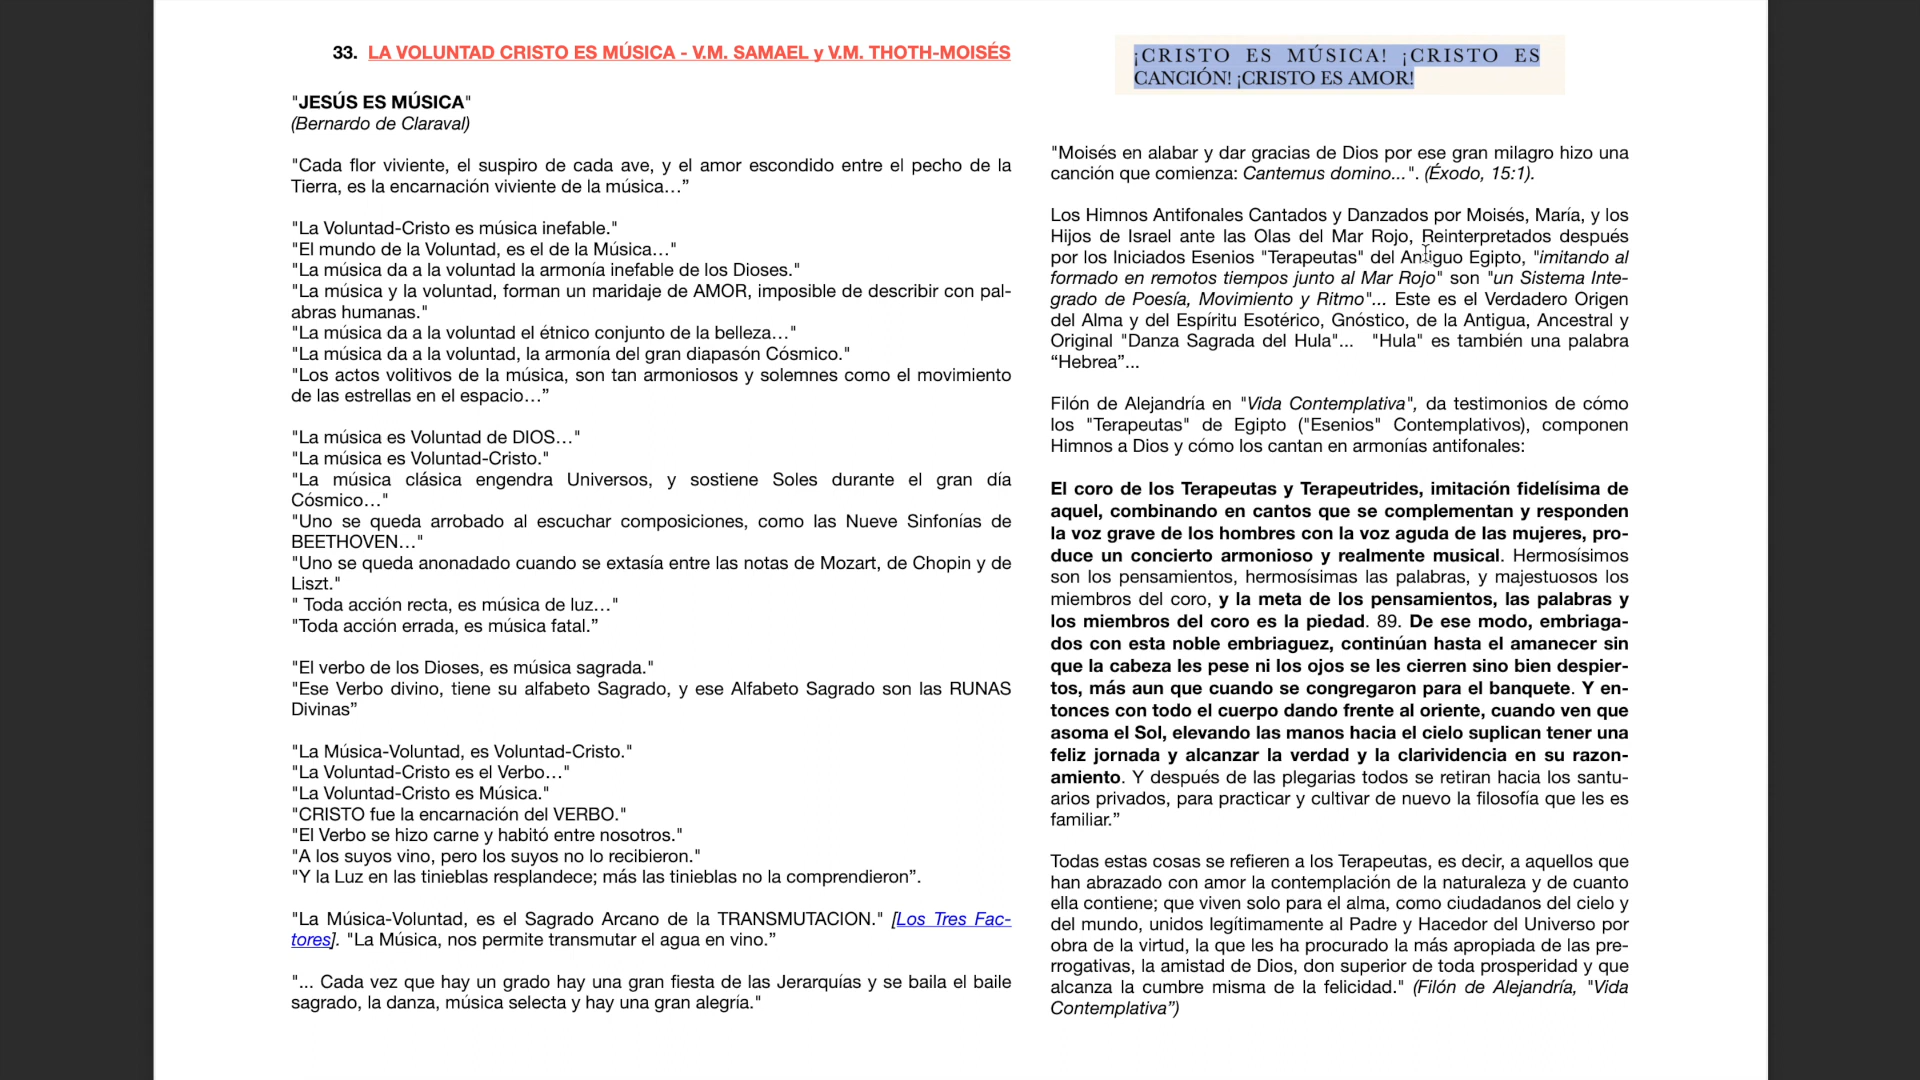 33. LA VOLUNTAD CRISTO ES MÚSICA - V.M. SAMAEL y V.M. THOTH-MOISÉS
"JESÚS ES MÚSICA"
(Bernardo de Claraval)
"Cada flor viviente, el suspiro de cada ave, y el amor escondido entre el pecho de la
Tierra, es la encarnación viviente de la música…”
"La Voluntad-Cristo es música inefable."
"El mundo de la Voluntad, es el de la Música…"
"La música da a la voluntad la armonía inefable de los Dioses."
"La música y la voluntad, forman un maridaje de AMOR, imposible de describir con pal-
abras humanas."
"La música da a la voluntad el étnico conjunto de la belleza…"
"La música da a la voluntad, la armonía del gran diapasón Cósmico."
"Los actos volitivos de la música, son tan armoniosos y solemnes como el movimiento
de las estrellas en el espacio…”
"La música es Voluntad de DIOS…"
"La música es Voluntad-Cristo."
"La música clásica engendra Universos, y sostiene Soles durante el gran día
Cósmico…"
"Uno se queda arrobado al escuchar composiciones, como las Nueve Sinfonías de
BEETHOVEN…"
"Uno se queda anonadado cuando se extasía entre las notas de Mozart, de Chopin y de
Liszt."
" Toda acción recta, es música de luz…"
"Toda acción errada, es música fatal.”
"El verbo de los Dioses, es música sagrada."
"Ese Verbo divino, tiene su alfabeto Sagrado, y ese Alfabeto Sagrado son las RUNAS
Divinas”
"La Música-Voluntad, es Voluntad-Cristo."
"La Voluntad-Cristo es el Verbo…"
"La Voluntad-Cristo es Música."
"CRISTO fue la encarnación del VERBO."
"El Verbo se hizo carne y habitó entre nosotros."
"A los suyos vino, pero los suyos no lo recibieron."
"Y la Luz en las tinieblas resplandece; más las tinieblas no la comprendieron”.
"La Música-Voluntad, es el Sagrado Arcano de la TRANSMUTACION." [Los Tres Fac-
tores]. "La Música, nos permite transmutar el agua en vino.”
"... Cada vez que hay un grado hay una gran fiesta de las Jerarquías y se baila el baile
sagrado, la danza, música selecta y hay una gran alegría."
¡CRISTO ES MÚSICA! ¡CRISTO ES
CANCIÓN! ¡CRISTO ES AMOR!
"Moisés en alabar y dar gracias de Dios por ese gran milagro hizo una
canción que comienza: Cantemus domino...". (Éxodo, 15:1).
Los Himnos Antifonales Cantados y Danzados por Moisés, María, y los
Hijos de Israel ante las Olas del Mar Rojo, Reinterpretados después
por los Iniciados Esenios "Terapeutas" del Antiguo Egipto, "imitando al
formado en remotos tiempos junto al Mar Rojo" son "un Sistema Inte-
grado de Poesía, Movimiento y Ritmo"... Este es el Verdadero Origen
del Alma y del Espíritu Esotérico, Gnóstico, de la Antigua, Ancestral y
Original "Danza Sagrada del Hula"... "Hula" es también una palabra
“Hebrea”...
Filón de Alejandría en "Vida Contemplativa", da testimonios de cómo
los "Terapeutas" de Egipto ("Esenios" Contemplativos), componen
Himnos a Dios y cómo los cantan en armonías antifonales:
El coro de los Terapeutas y Terapeutrides, imitación fidelísima de
aquel, combinando en cantos que se complementan y responden
la voz grave de los hombres con la voz aguda de las mujeres, pro-
duce un concierto armonioso y realmente musical. Hermosísimos
son los pensamientos, hermosísimas las palabras, y majestuosos los
miembros del coro, y la meta de los pensamientos, las palabras y
los miembros del coro es la piedad. 89. De ese modo, embriaga-
dos con esta noble embriaguez, continúan hasta el amanecer sin
que la cabeza les pese ni los ojos se les cierren sino bien despier-
tos, más aun que cuando se congregaron para el banquete. Y en-
tonces con todo el cuerpo dando frente al oriente, cuando ven que
asoma el Sol, elevando las manos hacia el cielo suplican tener una
feliz jornada y alcanzar la verdad y la clarividencia en su razon-
amiento. Y después de las plegarias todos se retiran hacia los santu-
arios privados, para practicar y cultivar de nuevo la filosofía que les es
familiar.”
Todas estas cosas se refieren a los Terapeutas, es decir, a aquellos que
han abrazado con amor la contemplación de la naturaleza y de cuanto
ella contiene; que viven solo para el alma, como ciudadanos del cielo y
del mundo, unidos legítimamente al Padre y Hacedor del Universo por
obra de la virtud, la que les ha procurado la más apropiada de las pre-
rrogativas, la amistad de Dios, don superior de toda prosperidad y que
alcanza la cumbre misma de la felicidad." (Filón de Alejandría, "Vida
Contemplativa”)